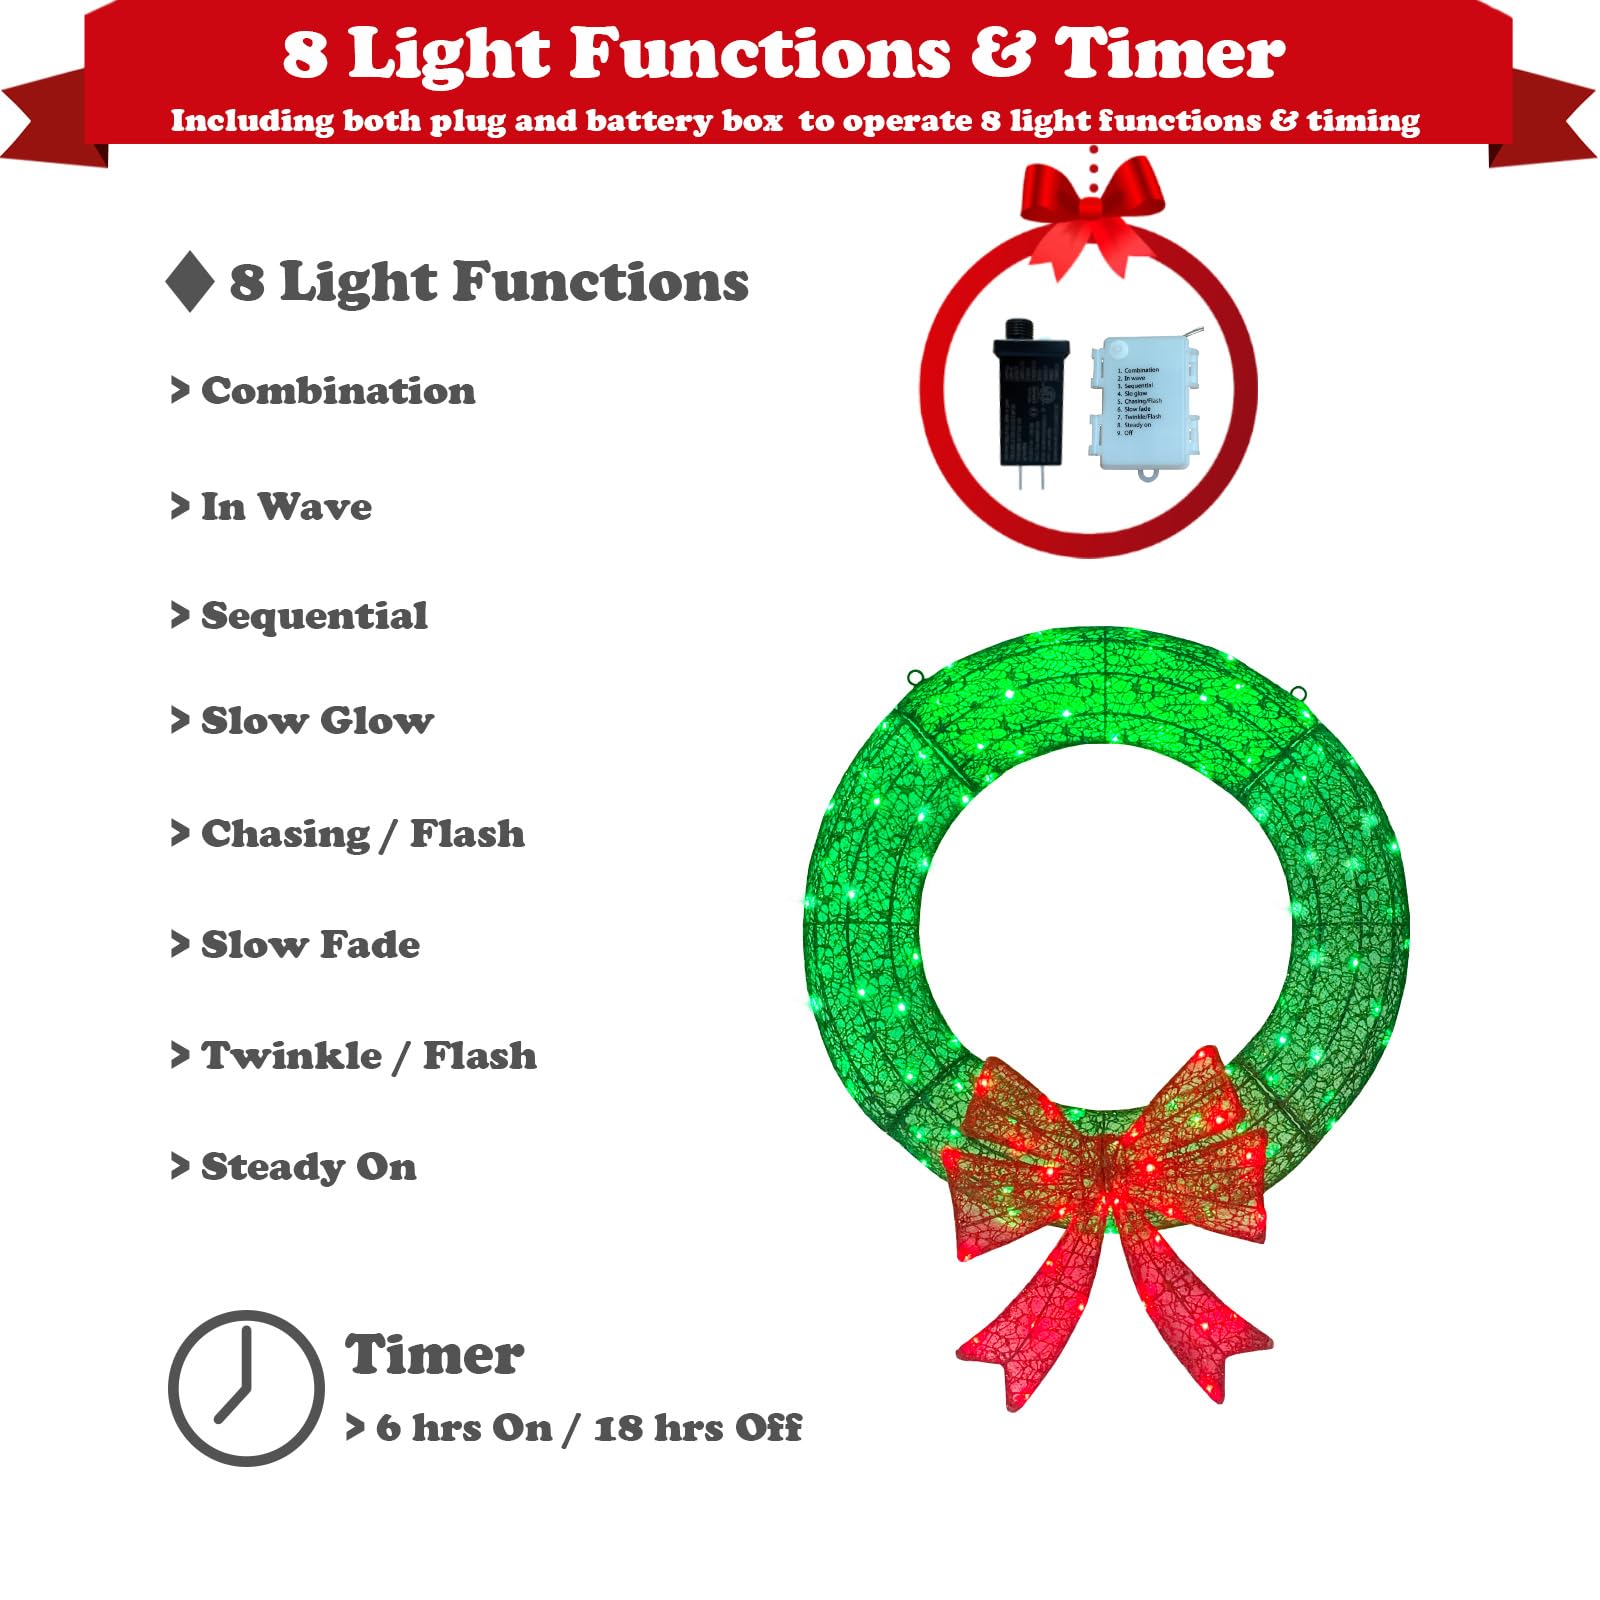 8 Light Functions & Timer
Including both plug and battery box to operate 8 light functions & timing
8 Light Functions
> Combination
> In Wave
> Sequential
> Slow Glow
> Chasing / Flash
> Slow Fade
> Twinkle / Flash
> Steady On
Timer
> 6 hrs On / 18 hrs Off
1. Combination
2. In wave
3. Sequential
4. Slo glow
5. Chasing/Flash
6. Slow fade
7. Twinkle/Flash
8. Steady on
9. Off